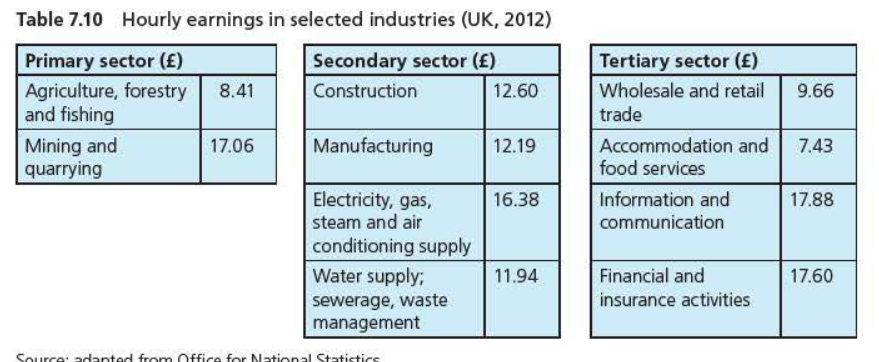 Table 7.10 Hourly earnings in selected industries (UK, 2012)
Primary sector (£)
Agriculture, forestry 8.41
and fishing
Mining and 17.06
quarrying
Secondary sector (£)
Construction 12.60
Manufacturing 12.19
Electricity, gas, 16.38
steam and air
conditioning supply
Water supply; 11.94
sewerage, waste
management
Tertiary sector (£)
Wholesale and retail 9.66
trade
Accommodation and 7.43
food services
Information and 17.88
communication
Financial and 17.60
insurance activities
Source: adapted from Office for National Statistics